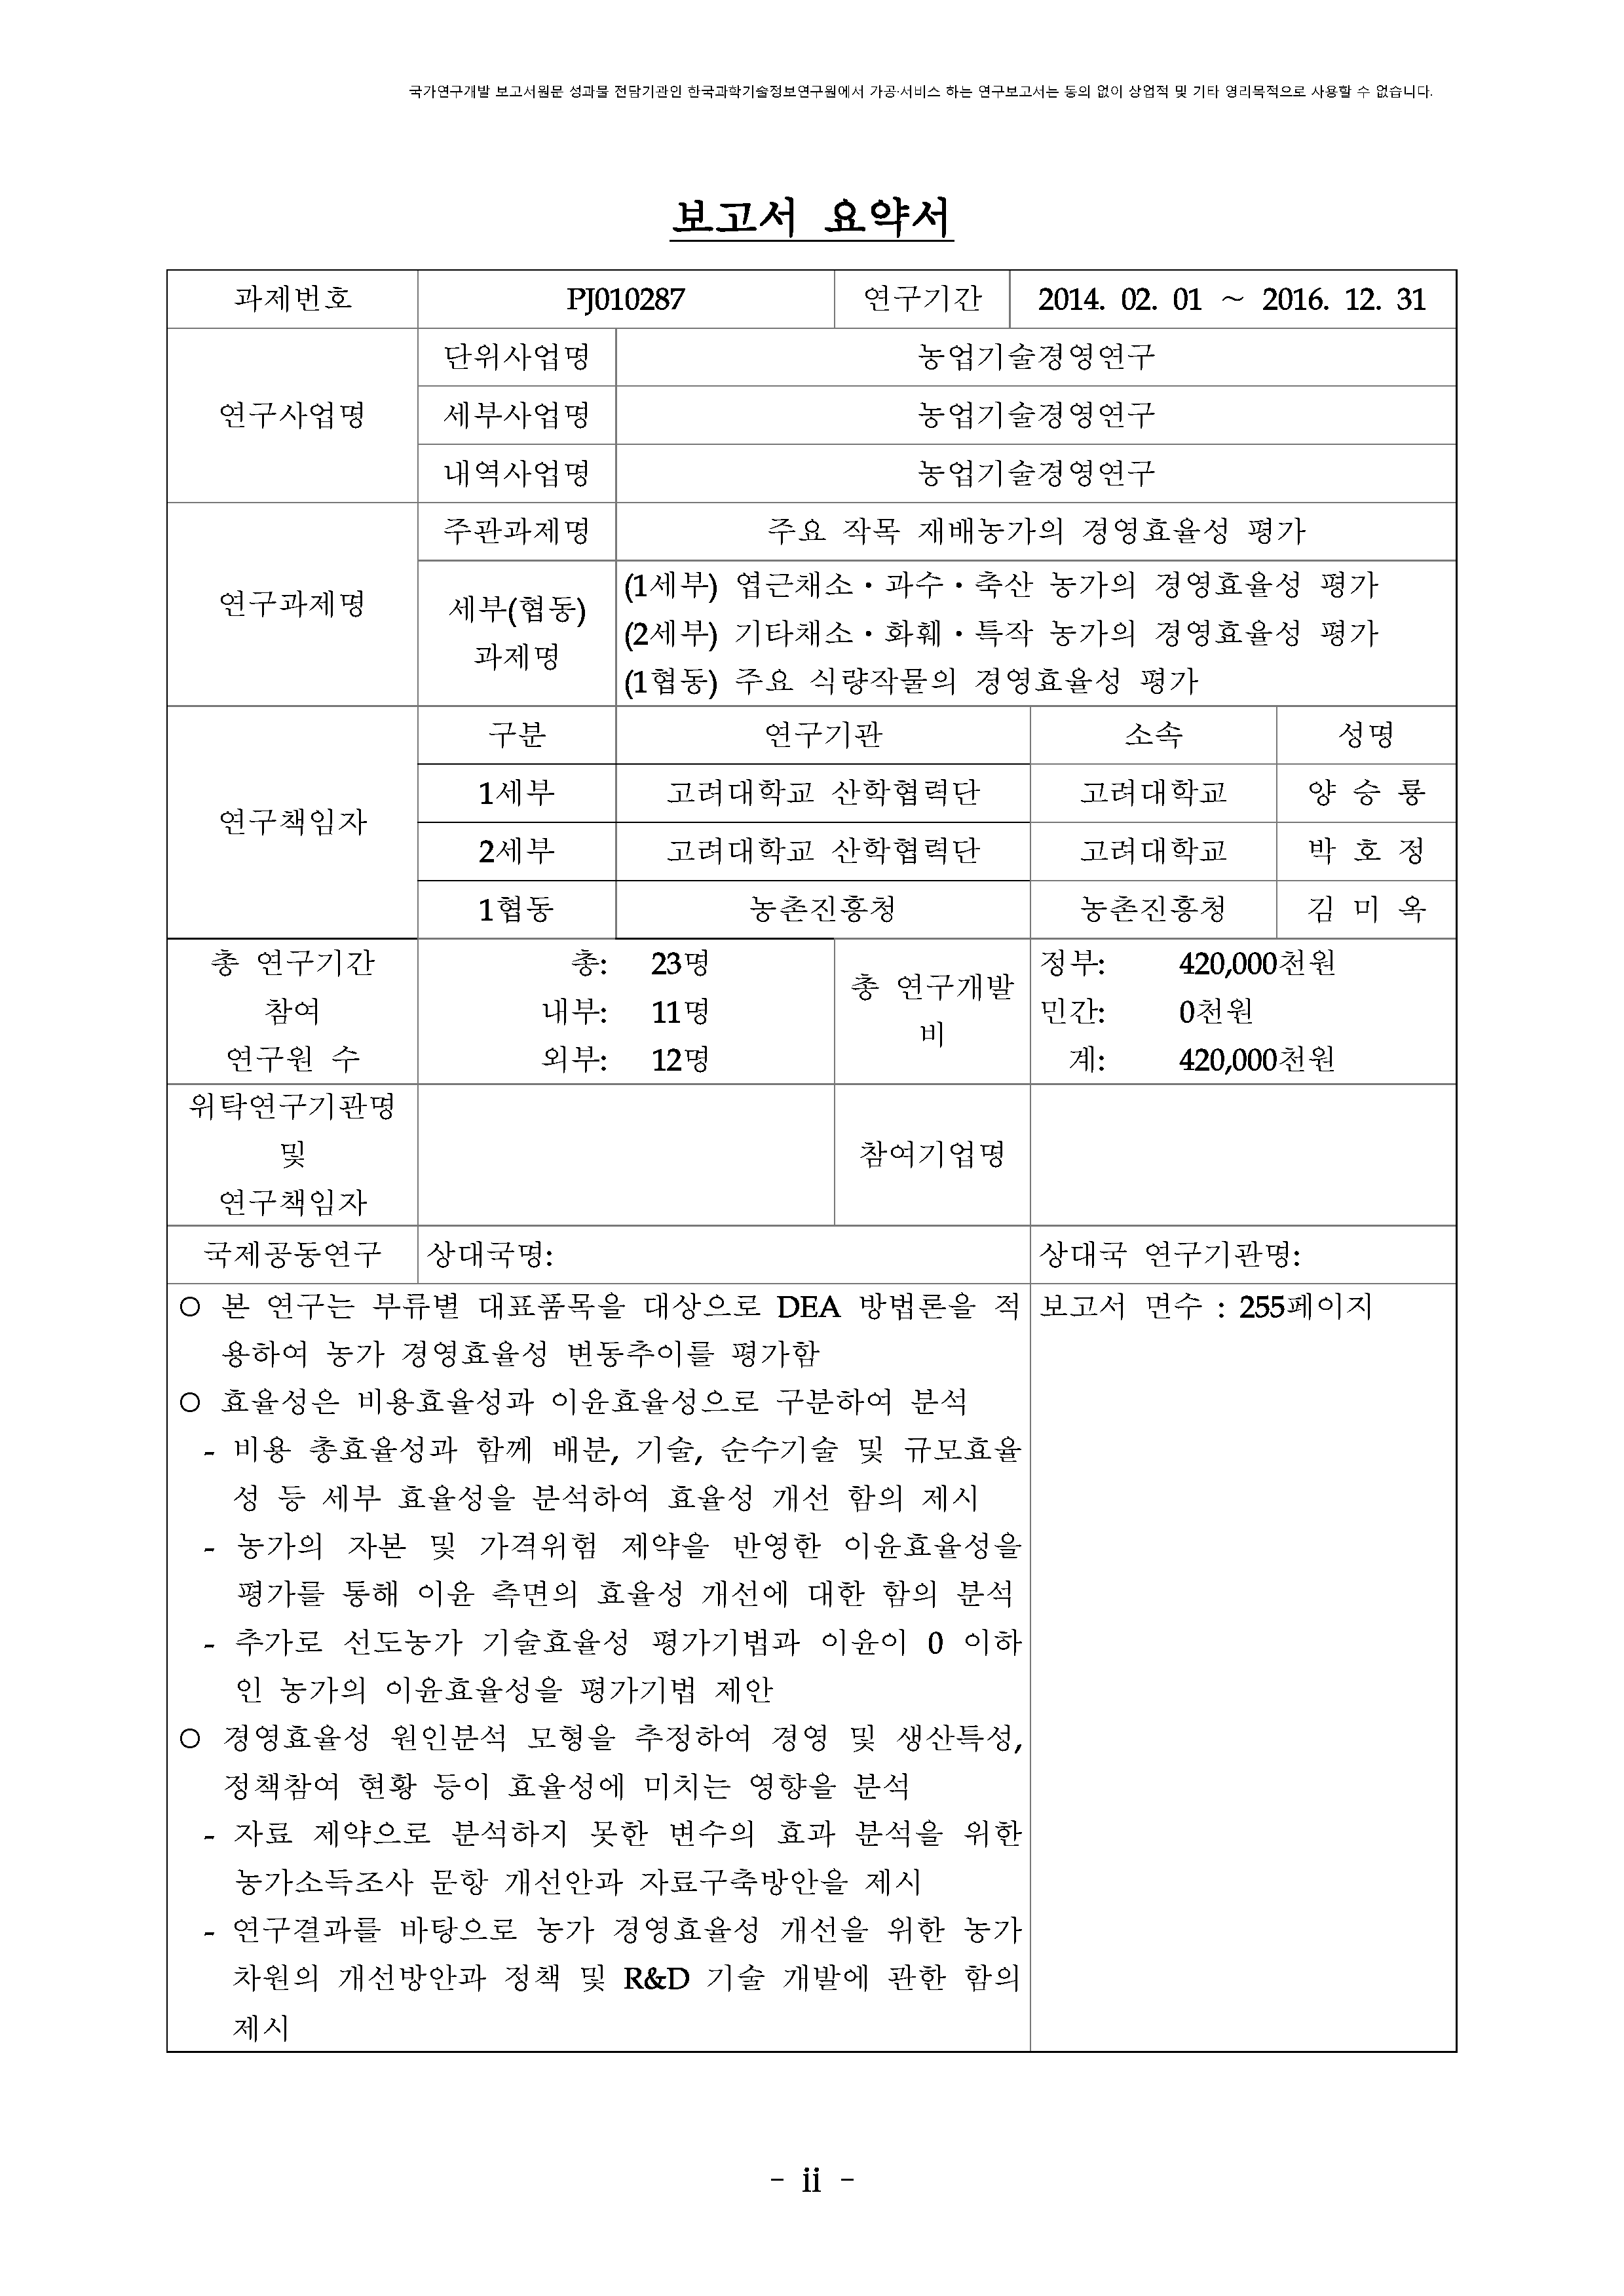 국가연구개발 보고서원문 성과물 전담기관인 한국과학기술정보연구원에서 가공·서비스 하는 연구보고서는 동의 없이 상업적 및 기타 영리목적으로 사용할 수 없습니다.
보고서 요약서
과제번호 PJ010287 연구기간 2014. 02. 01 ~ 2016. 12. 31
연구사업명
단위사업명 농업기술경영연구
세부사업명 농업기술경영연구
내역사업명 농업기술경영연구
연구과제명
주관과제명 주요 작목 재배농가의 경영효율성 평가
세부(협동)
과제명
(1세부) 엽근채소·과수·축산 농가의 경영효율성 평가
(2세부) 기타채소·화훼·특작 농가의 경영효율성 평가
(1협동) 주요 식량작물의 경영효율성 평가
연구책임자
구분 연구기관 소속 성명
1세부 고려대학교 산학협력단 고려대학교 양 승 룡
2세부 고려대학교 산학협력단 고려대학교 박 호 정
1협동 농촌진흥청 농촌진흥청 김 미 옥
총 연구기간
참여
연구원 수
총: 23명
내부: 11명
외부: 12명
총 연구개발
비
정부: 420,000천원
민간: 0천원
계: 420,000천원
위탁연구기관명
및
연구책임자
참여기업명
국제공동연구 상대국명: 상대국 연구기관명:
○ 본 연구는 부류별 대표품목을 대상으로 DEA 방법론을 적
용하여 농가 경영효율성 변동추이를 평가함
○ 효율성은 비용효율성과 이윤효율성으로 구분하여 분석
- 비용 총효율성과 함께 배분, 기술, 순수기술 및 규모효율
성 등 세부 효율성을 분석하여 효율성 개선 함의 제시
- 농가의 자본 및 가격위험 제약을 반영한 이윤효율성을
평가를 통해 이윤 측면의 효율성 개선에 대한 함의 분석
- 추가로 선도농가 기술효율성 평가기법과 이윤이 0 이하
인 농가의 이윤효율성을 평가기법 제안
○ 경영효율성 원인분석 모형을 추정하여 경영 및 생산특성,
정책참여 현황 등이 효율성에 미치는 영향을 분석
- 자료 제약으로 분석하지 못한 변수의 효과 분석을 위한
농가소득조사 문항 개선안과 자료구축방안을 제시
- 연구결과를 바탕으로 농가 경영효율성 개선을 위한 농가
차원의 개선방안과 정책 및 R&D 기술 개발에 관한 함의
제시
보고서 면수 : 255페이지
- ii -